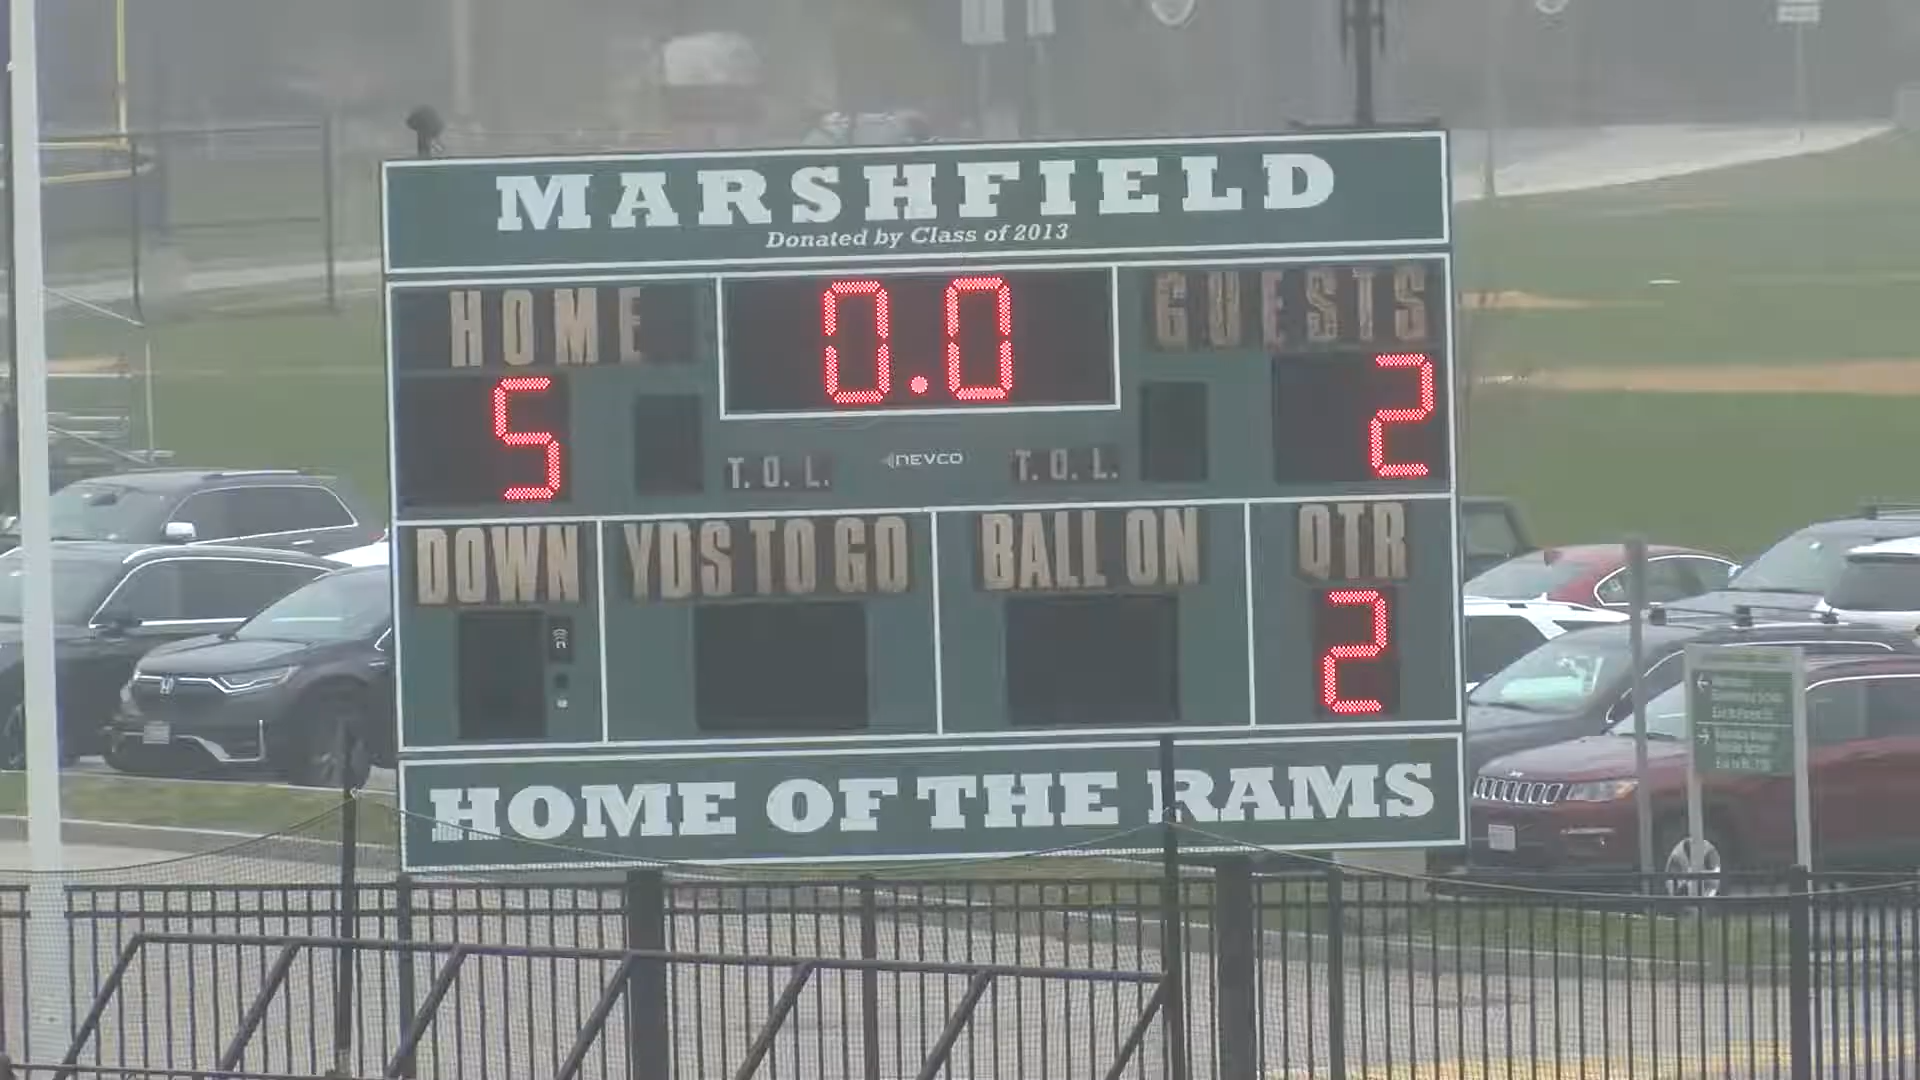 MARSHFIELD
Donated by Class of 2013
HOME 0.0 GUESTS
5 2
T.O.L. NEVCO T.O.L.
DOWN YDS TO GO BALL ON QTR
2
HOME OF THE RAMS